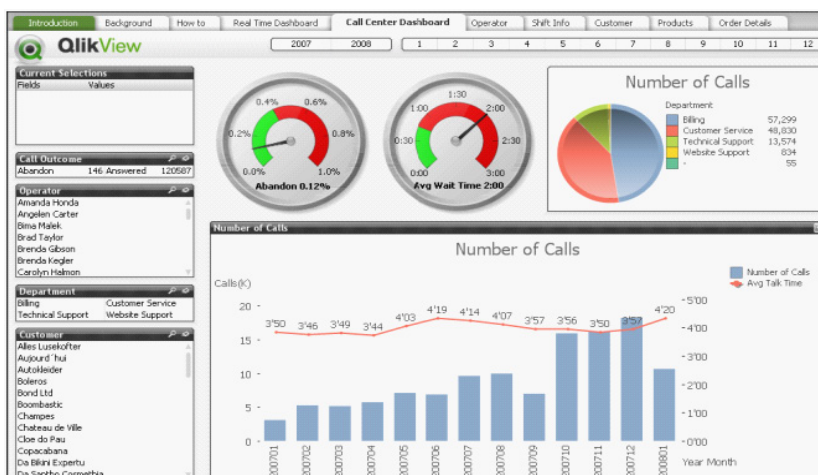 Introduction Background How to Real Time Dashboard Call Center Dashboard Operator Shift Info Customer Products Order Details
QlikView
2007 2008 1 2 3 4 5 6 7 8 9 10 11 12
Current Selections
Fields Values
Call Outcome
Abandon 146 Answered 120587
Operator
Amanda Honda
Angelen Carter
Bima Malek
Brad Taylor
Brenda Gibson
Brenda Kegler
Carolyn Halmon
Department
Billing Customer Service
Technical Support Website Support
Customer
Alles Lusekofter
Aujourd´hui
Autokleider
Boleros
Bond Ltd
Boombastic
Champes
Chateau de Ville
Cloe do Pau
Copacabana
Da Bikini Expertu
0.0% 0.2% 0.4% 0.6% 0.8% 1.0%
Abandon 0.12%
0:00 0:30 1:00 1:30 2:00 2:30 3:00
Avg Wait Time 2:00
Number of Calls
Department
Billing 57,299
Customer Service 48,830
Technical Support 13,574
Website Support 834
- 55
Number of Calls
Number of Calls
Calls(K)
Number of Calls
Avg Talk Time
20
15
10
5
0
3'50 3'46 3'49 3'44 4'03 4'19 4'14 4'07 3'57 3'56 3'50 3'57 4'20
5'00
4'00
3'00
2'00
1'00
0'00
Year Month